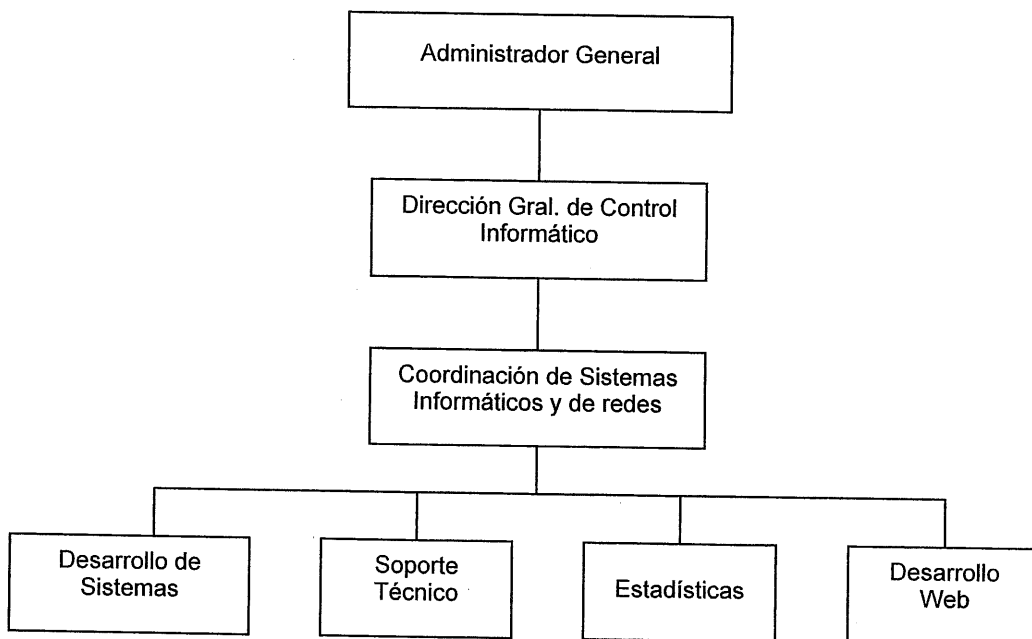 Administrador General
Dirección Gral. de Control
Informático
Coordinación de Sistemas
Informáticos y de redes
Desarrollo de
Sistemas
Soporte
Técnico
Estadísticas
Desarrollo
Web